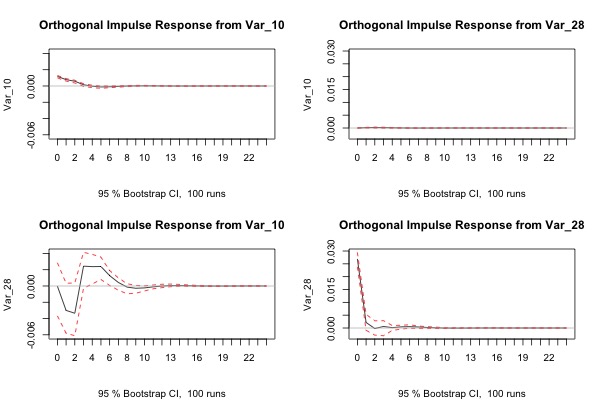 Orthogonal Impulse Response from Var_10
Var_10
0.000
-0.006
0 2 4 6 8 10 13 16 19 22
95 % Bootstrap CI, 100 runs
Orthogonal Impulse Response from Var_28
Var_10
0.030
0.015
0.000
0 2 4 6 8 10 13 16 19 22
95 % Bootstrap CI, 100 runs
Orthogonal Impulse Response from Var_10
Var_28
0.000
-0.006
0 2 4 6 8 10 13 16 19 22
95 % Bootstrap CI, 100 runs
Orthogonal Impulse Response from Var_28
Var_28
0.030
0.015
0.000
0 2 4 6 8 10 13 16 19 22
95 % Bootstrap CI, 100 runs